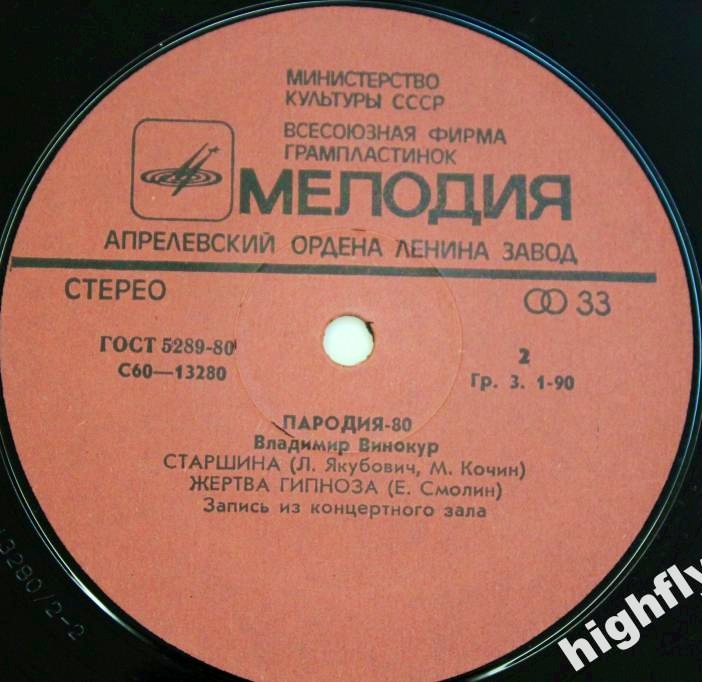 МИНИСТЕРСТВО
КУЛЬТУРЫ СССР
ВСЕСОЮЗНАЯ ФИРМА
ГРАМПЛАСТИНОК
МЕЛОДИЯ
АПРЕЛЕВСКИЙ ОРДЕНА ЛЕНИНА ЗАВОД
СТЕРЕО 33
ГОСТ 5289-80 2
С60—13280 Гр. 3. 1-90
ПАРОДИЯ-80
Владимир Винокур
СТАРШИНА (Л. Якубович, М. Кочин)
ЖЕРТВА ГИПНОЗА (Е. Смолин)
Запись из концертного зала
13280/2-2
highfly